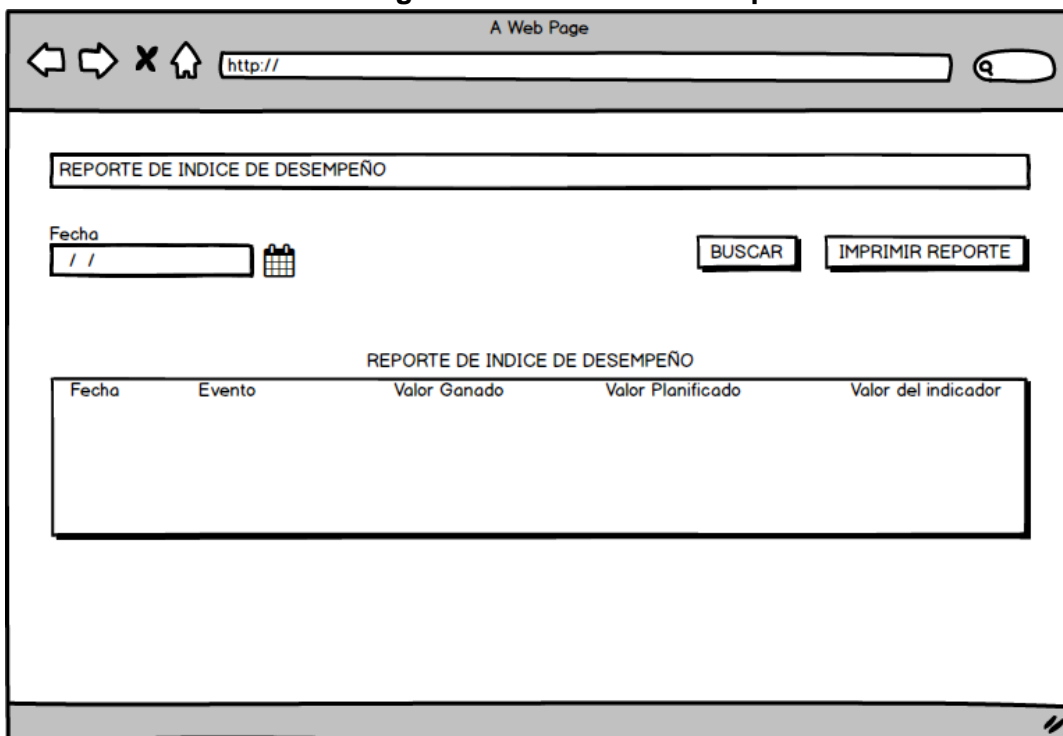 A Web Page
http://
REPORTE DE INDICE DE DESEMPEÑO
Fecha
/ /
BUSCAR
IMPRIMIR REPORTE
REPORTE DE INDICE DE DESEMPEÑO
Fecha Evento Valor Ganado Valor Planificado Valor del indicador